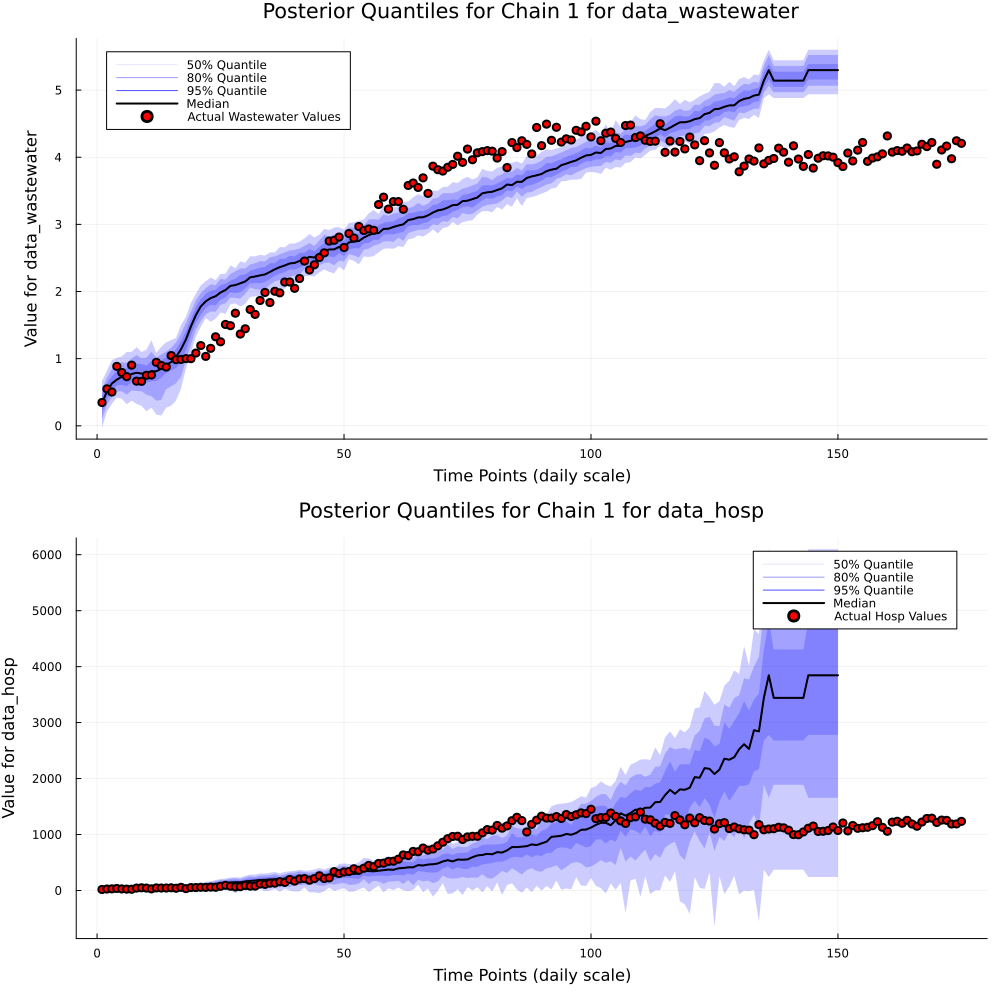 Posterior Quantiles for Chain 1 for data_wastewater
Value for data_wastewater
5
4
3
2
1
0
50% Quantile
80% Quantile
95% Quantile
Median
Actual Wastewater Values
0
50
100
150
Time Points (daily scale)
Posterior Quantiles for Chain 1 for data_hosp
Value for data_hosp
6000
5000
4000
3000
2000
1000
0
50% Quantile
80% Quantile
95% Quantile
Median
Actual Hosp Values
0
50
100
150
Time Points (daily scale)